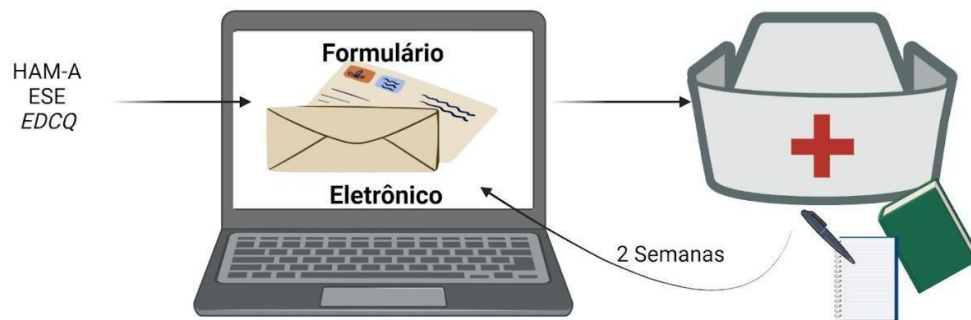 HAM-A
ESE
EDCQ
Formulário
Eletrônico
2 Semanas